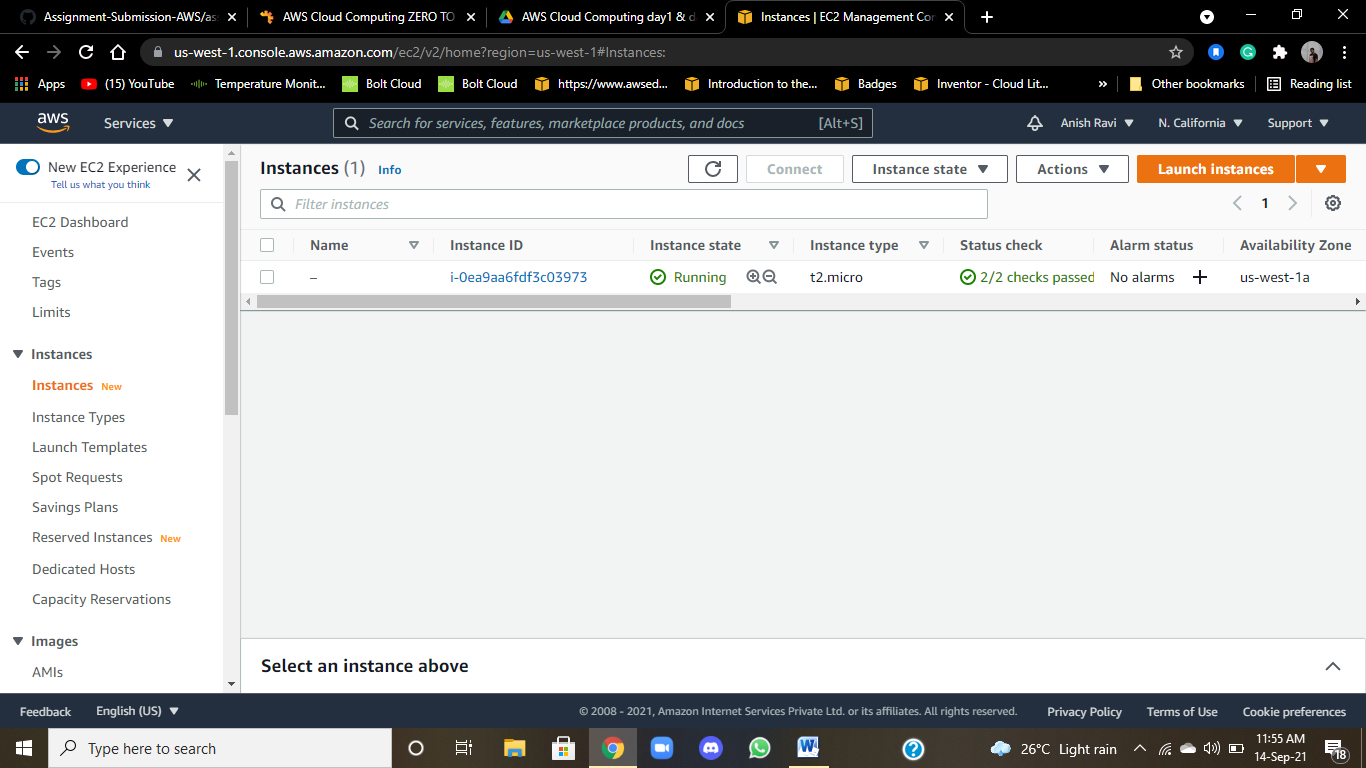 Assignment-Submission-AWS/as
AWS Cloud Computing ZERO TO
AWS Cloud Computing day1 & d
Instances | EC2 Management Con
us-west-1.console.aws.amazon.com/ec2/v2/home?region=us-west-1#Instances:
Apps
(15) YouTube
Temperature Monit...
Bolt Cloud
Bolt Cloud
https://www.awsed...
Introduction to the...
Badges
Inventor - Cloud Lit...
»
Other bookmarks
Reading list
aws
Services
Search for services, features, marketplace products, and docs [Alt+S]
Anish Ravi
N. California
Support
New EC2 Experience
Tell us what you think
EC2 Dashboard
Events
Tags
Limits
Instances
Instances New
Instance Types
Launch Templates
Spot Requests
Savings Plans
Reserved Instances New
Dedicated Hosts
Capacity Reservations
Images
AMIs
Instances (1) Info
Connect
Instance state
Actions
Launch instances
Filter instances
1
Name Instance ID Instance state Instance type Status check Alarm status Availability Zone
– i-0ea9aa6fdf3c03973 Running t2.micro 2/2 checks passed No alarms + us-west-1a
Select an instance above
Feedback English (US) © 2008 - 2021, Amazon Internet Services Private Ltd. or its affiliates. All rights reserved. Privacy Policy Terms of Use Cookie preferences
Type here to search
26°C Light rain
11:55 AM
14-Sep-21
18